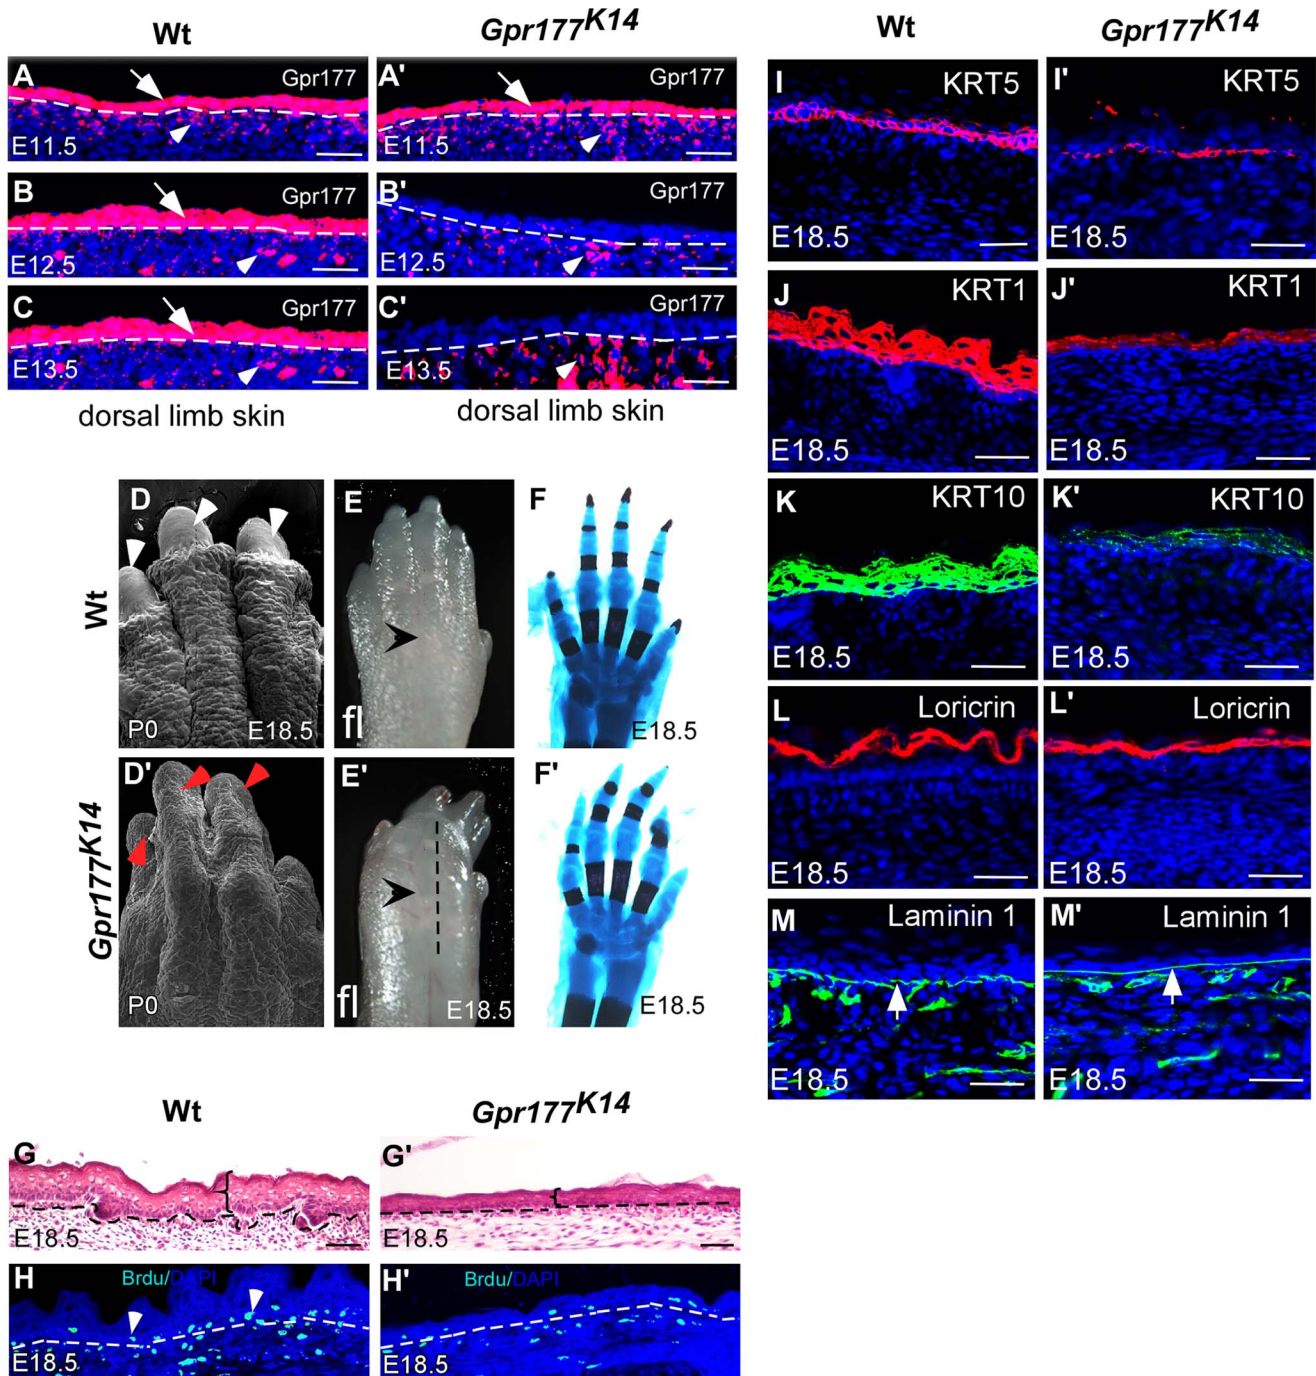 Wt
Gpr177K14
A Gpr177
E11.5
A' Gpr177
E11.5
B Gpr177
E12.5
B' Gpr177
E12.5
C Gpr177
E13.5
C' Gpr177
E13.5
dorsal limb skin
dorsal limb skin
Wt
D
P0 E18.5
E
fl
F
E18.5
Gpr177K14
D'
P0
E'
fl E18.5
F'
E18.5
Wt
Gpr177K14
G
E18.5
G'
E18.5
H Brdu/DAPI
E18.5
H' Brdu/DAPI
E18.5
Wt
Gpr177K14
I KRT5
E18.5
I' KRT5
E18.5
J KRT1
E18.5
J' KRT1
E18.5
K KRT10
E18.5
K' KRT10
E18.5
L Loricrin
E18.5
L' Loricrin
E18.5
M Laminin 1
E18.5
M' Laminin 1
E18.5